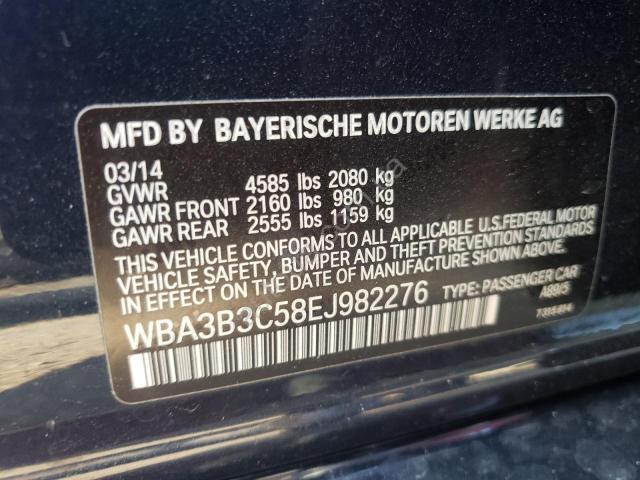 MFD BY BAYERISCHE MOTOREN WERKE AG
03/14
GVWR 4585 lbs 2080 kg
GAWR FRONT 2160 lbs 980 kg
GAWR REAR 2555 lbs 1159 kg
THIS VEHICLE CONFORMS TO ALL APPLICABLE U.S.FEDERAL MOTOR
VEHICLE SAFETY, BUMPER, AND THEFT PREVENTION STANDARDS
IN EFFECT ON DATE OF MANUFACTURE SHOWN ABOVE.
WBA3B3C58EJ982276 TYPE: PASSENGER CAR
A89/5